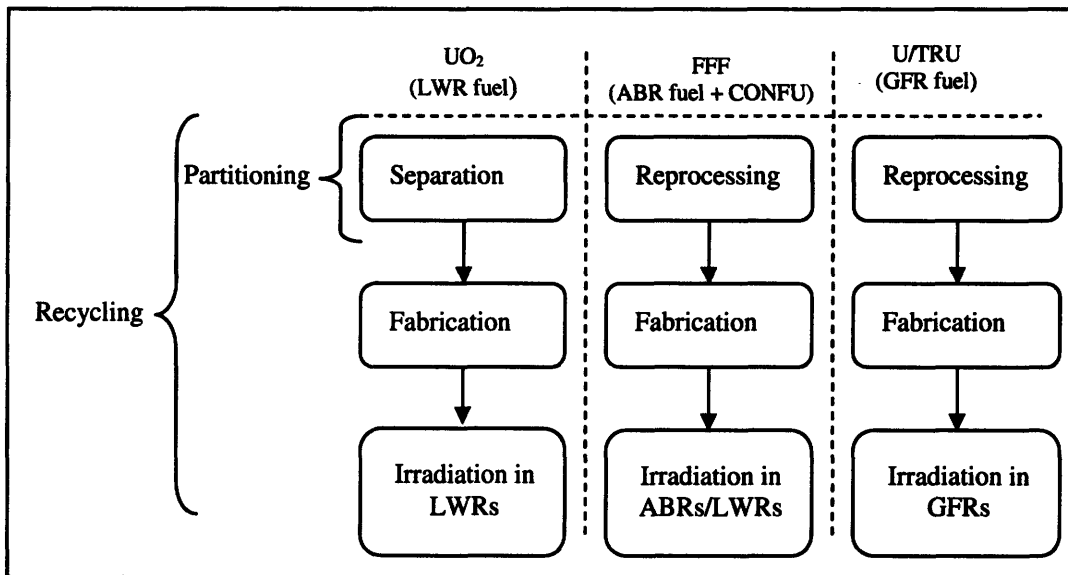 UO₂
(LWR fuel)
FFF
(ABR fuel + CONFU)
U/TRU
(GFR fuel)
Partitioning
Separation
Reprocessing
Reprocessing
Recycling
Fabrication
Fabrication
Fabrication
Irradiation in
LWRs
Irradiation in
ABRs/LWRs
Irradiation in
GFRs